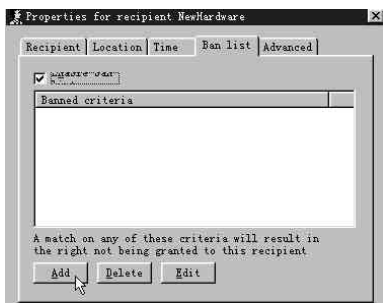 Properties for recipient NewHardware
Recipient Location Time Ban list Advanced
Banned criteria
A match on any of these criteria will result in
the right not being granted to this recipient
Add Delete Edit